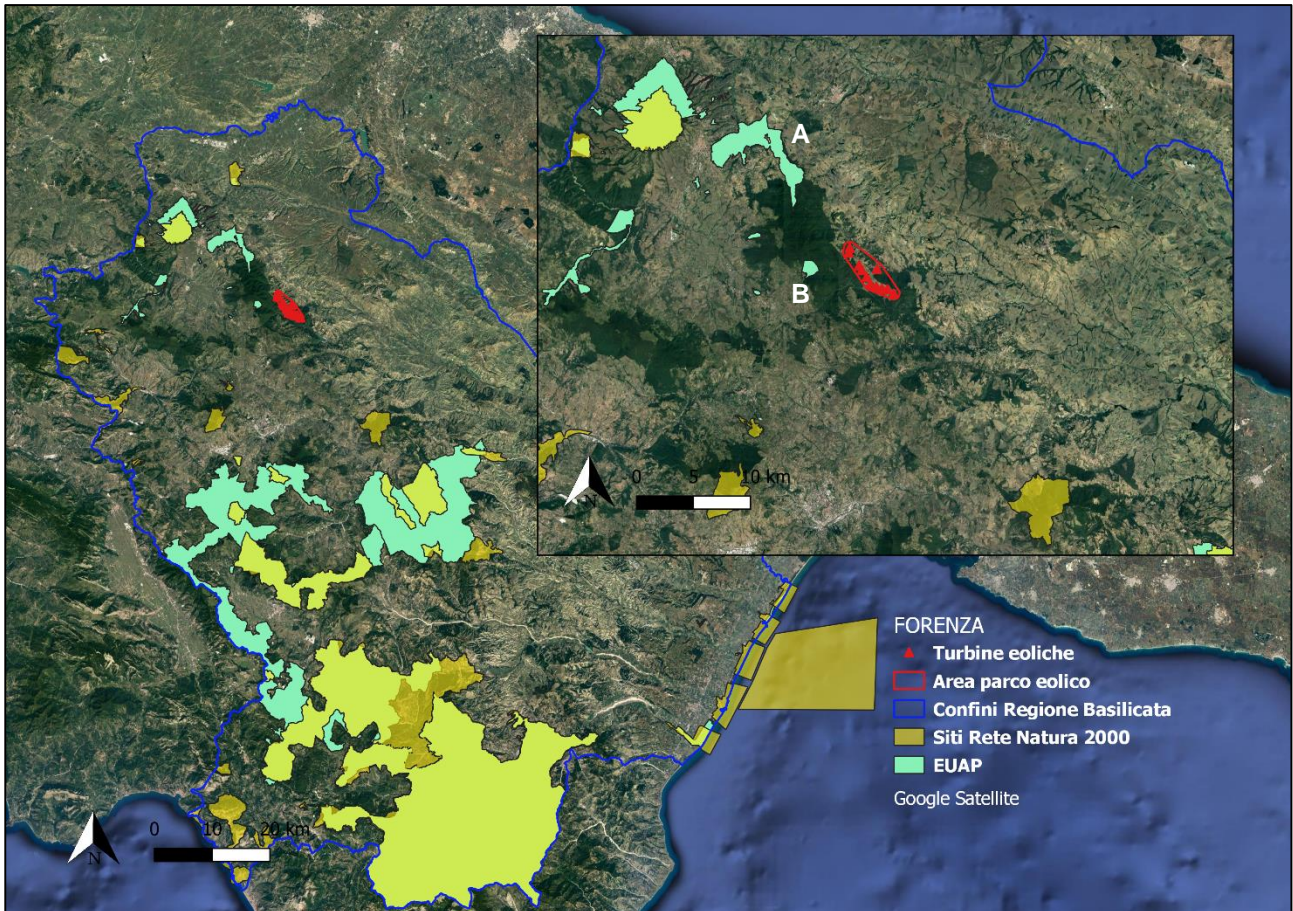 A
B
N
0 5 10 km
FORENZA
Turbine eoliche
Area parco eolico
Confini Regione Basilicata
Siti Rete Natura 2000
EUAP
Google Satellite
N
0 10 20 km